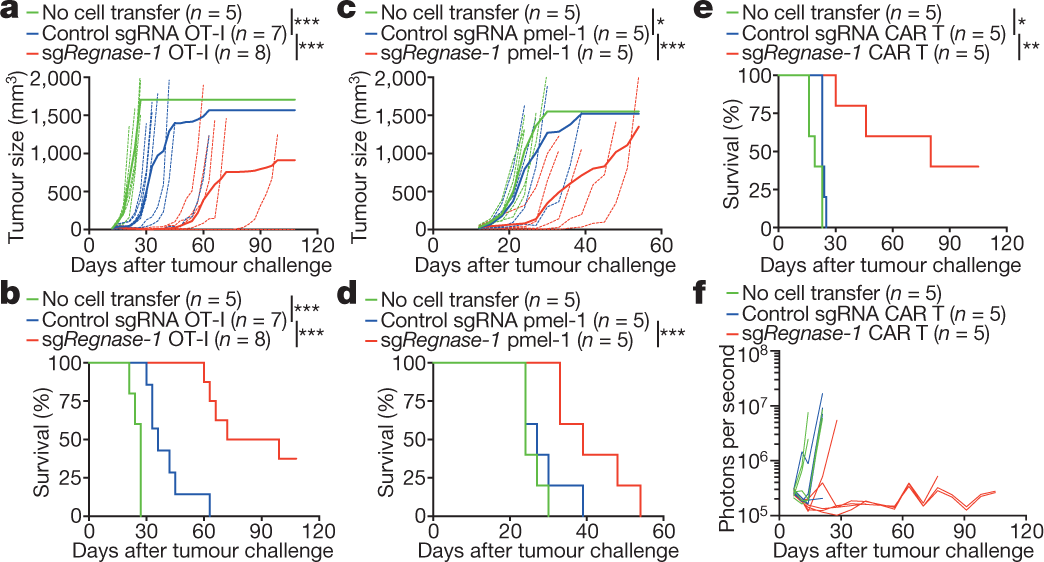 a
No cell transfer (n = 5)
Control sgRNA OT-I (n = 7)
sgRegnase-1 OT-I (n = 8)
***
***
Tumour size (mm3)
2,000
1,500
1,000
500
0
0 30 60 90 120
Days after tumour challenge
c
No cell transfer (n = 5)
Control sgRNA pmel-1 (n = 5)
sgRegnase-1 pmel-1 (n = 5)
*
***
Tumour size (mm3)
2,000
1,500
1,000
500
0
0 20 40 60
Days after tumour challenge
e
No cell transfer (n = 5)
Control sgRNA CAR T (n = 5)
sgRegnase-1 CAR T (n = 5)
*
**
Survival (%)
100
75
50
25
0
0 30 60 90 120
Days after tumour challenge
b
No cell transfer (n = 5)
Control sgRNA OT-I (n = 7)
sgRegnase-1 OT-I (n = 8)
***
***
Survival (%)
100
75
50
25
0
0 30 60 90 120
Days after tumour challenge
d
No cell transfer (n = 5)
Control sgRNA pmel-1 (n = 5)
sgRegnase-1 pmel-1 (n = 5)
***
Survival (%)
100
75
50
25
0
0 20 40 60
Days after tumour challenge
f
No cell transfer (n = 5)
Control sgRNA CAR T (n = 5)
sgRegnase-1 CAR T (n = 5)
Photons per second
10^8
10^7
10^6
10^5
0 30 60 90 120
Days after tumour challenge